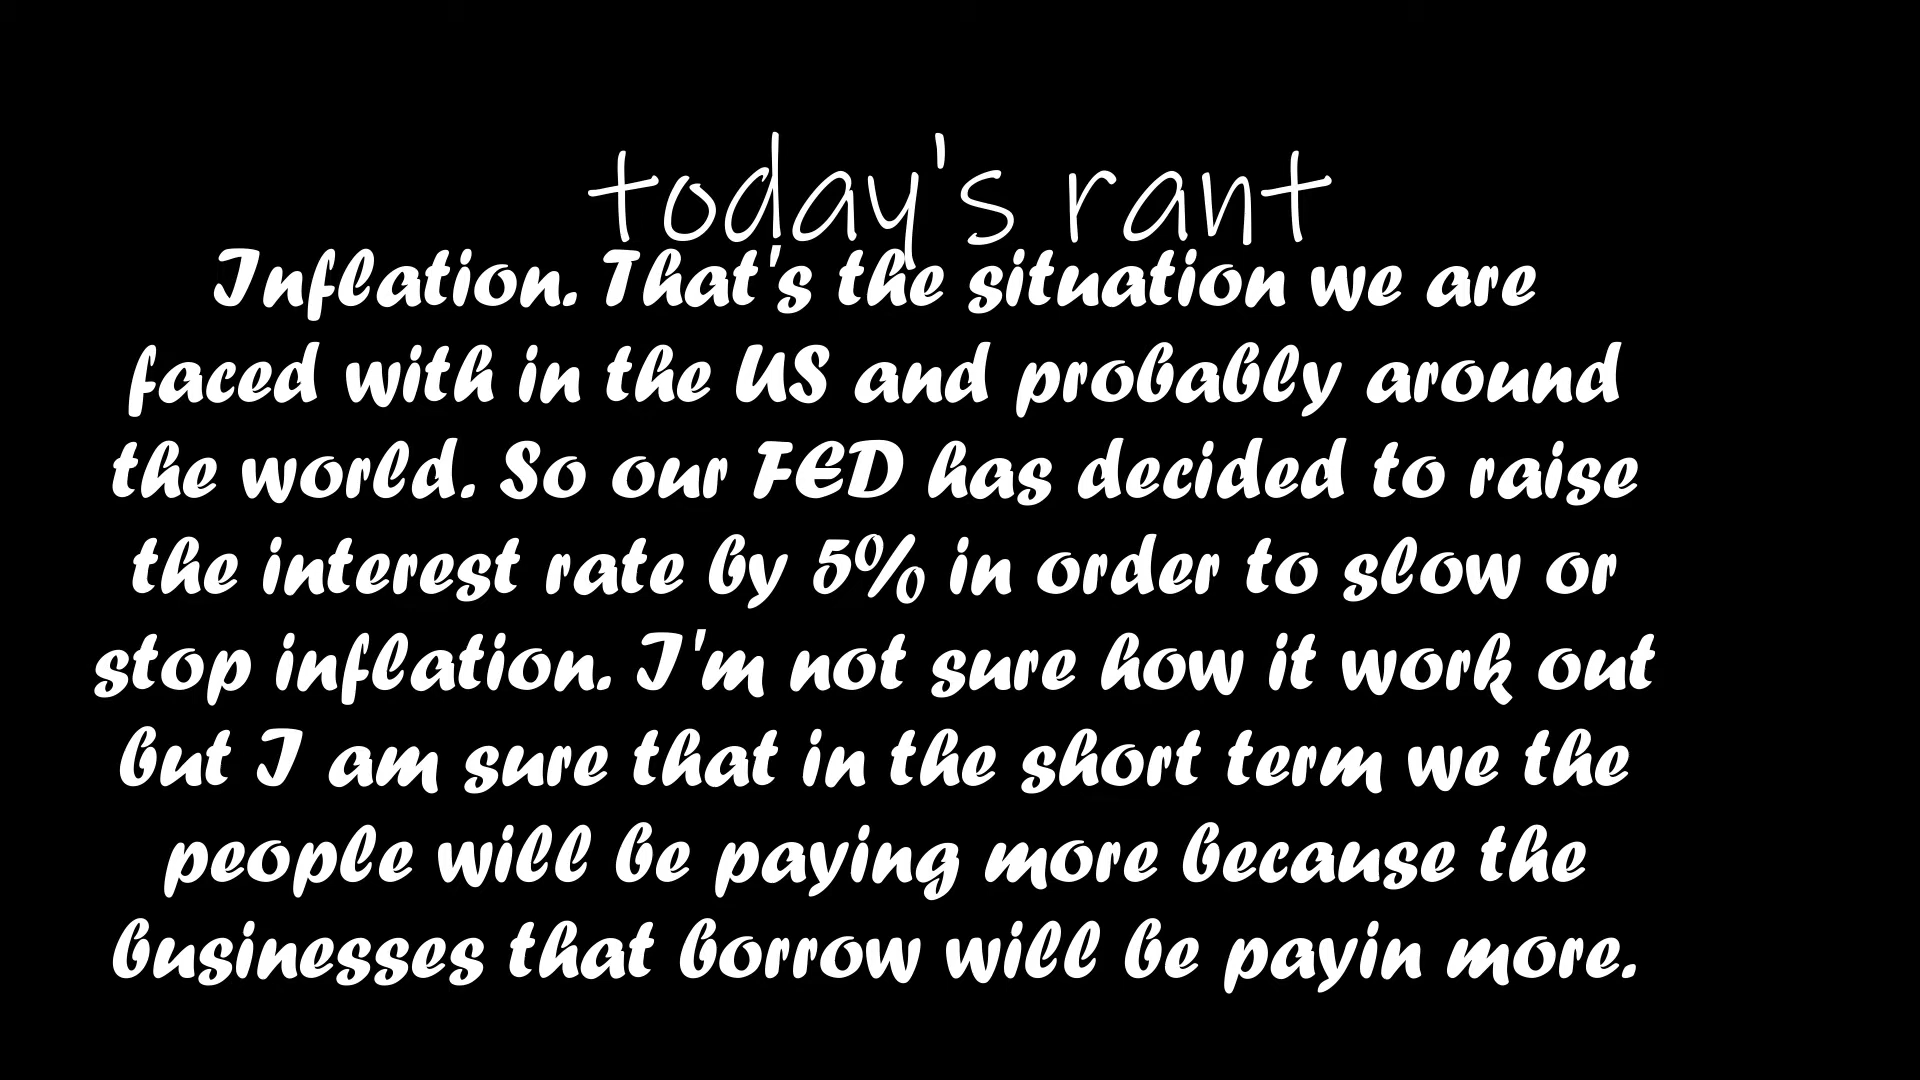 today's rant
Inflation. That's the situation we are
faced with in the US and probably around
the world. So our FED has decided to raise
the interest rate by 5% in order to slow or
stop inflation. I'm not sure how it work out
but I am sure that in the short term we the
people will be paying more because the
businesses that borrow will be payin more.